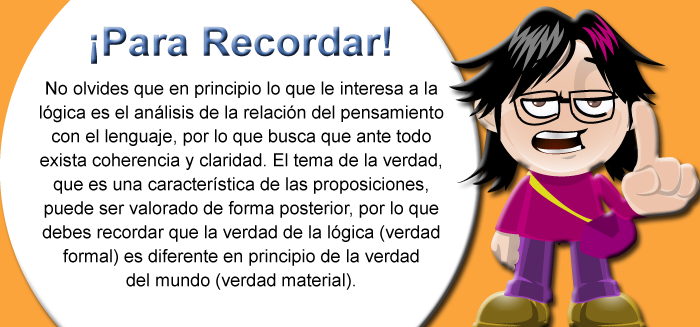 ¡Para Recordar!
No olvides que en principio lo que le interesa a la
lógica es el análisis de la relación del pensamiento
con el lenguaje, por lo que busca que ante todo
exista coherencia y claridad. El tema de la verdad,
que es una característica de las proposiciones,
puede ser valorado de forma posterior, por lo que
debes recordar que la verdad de la lógica (verdad
formal) es diferente en principio de la verdad
del mundo (verdad material).